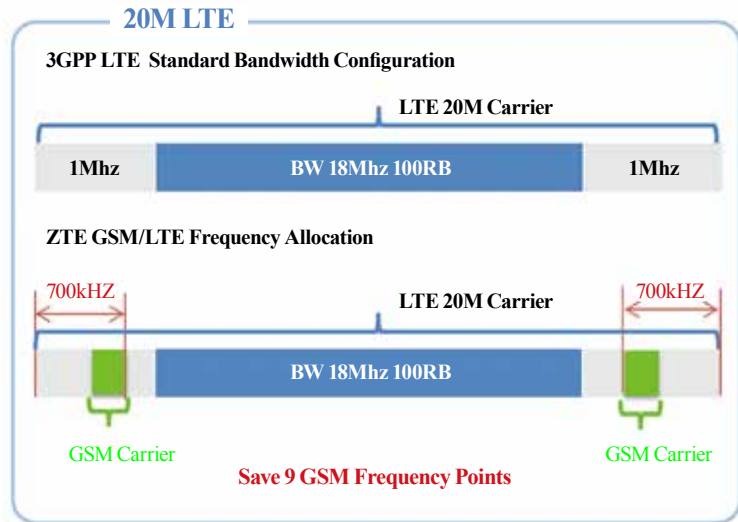 20M LTE
3GPP LTE Standard Bandwidth Configuration
LTE 20M Carrier
1Mhz BW 18Mhz 100RB 1Mhz
ZTE GSM/LTE Frequency Allocation
700kHZ LTE 20M Carrier 700kHZ
BW 18Mhz 100RB
GSM Carrier GSM Carrier
Save 9 GSM Frequency Points